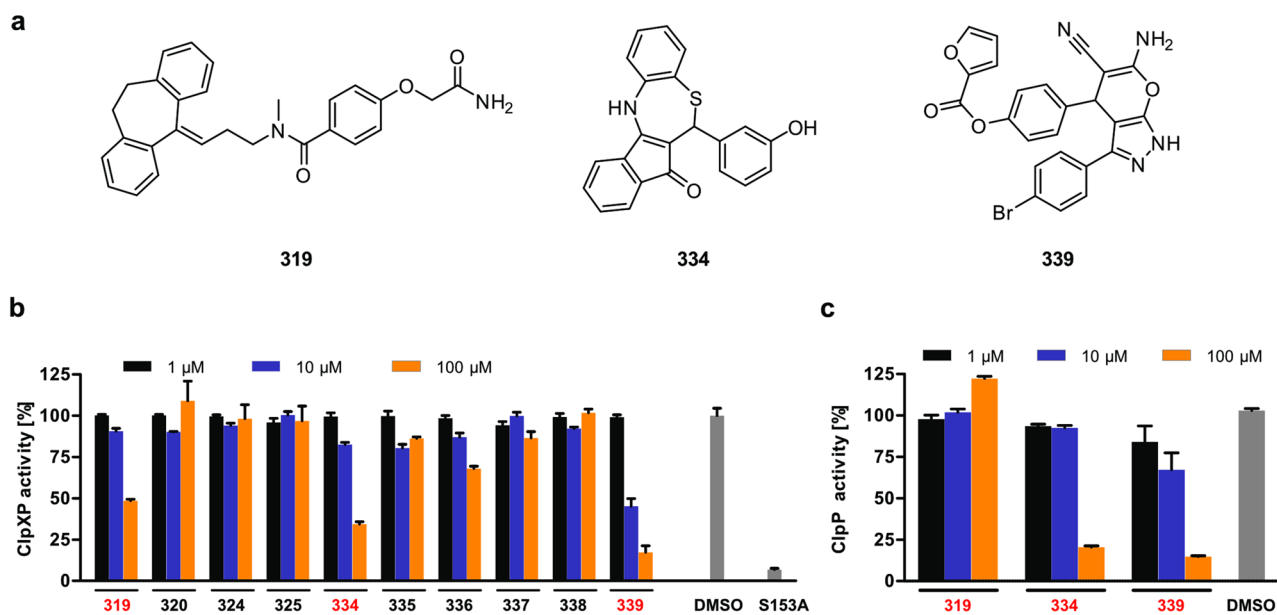 a
O
NH₂
O
N
O
S
HN
OH
O
N
NH₂
O
O
O
O
NH
N
Br
319
334
339
b
c
1 µM
10 µM
100 µM
1 µM
10 µM
100 µM
ClpXP activity [%]
125
100
75
50
25
0
319
320
324
325
334
335
336
337
338
339
DMSO
S153A
ClpP activity [%]
125
100
75
50
25
0
319
334
339
DMSO